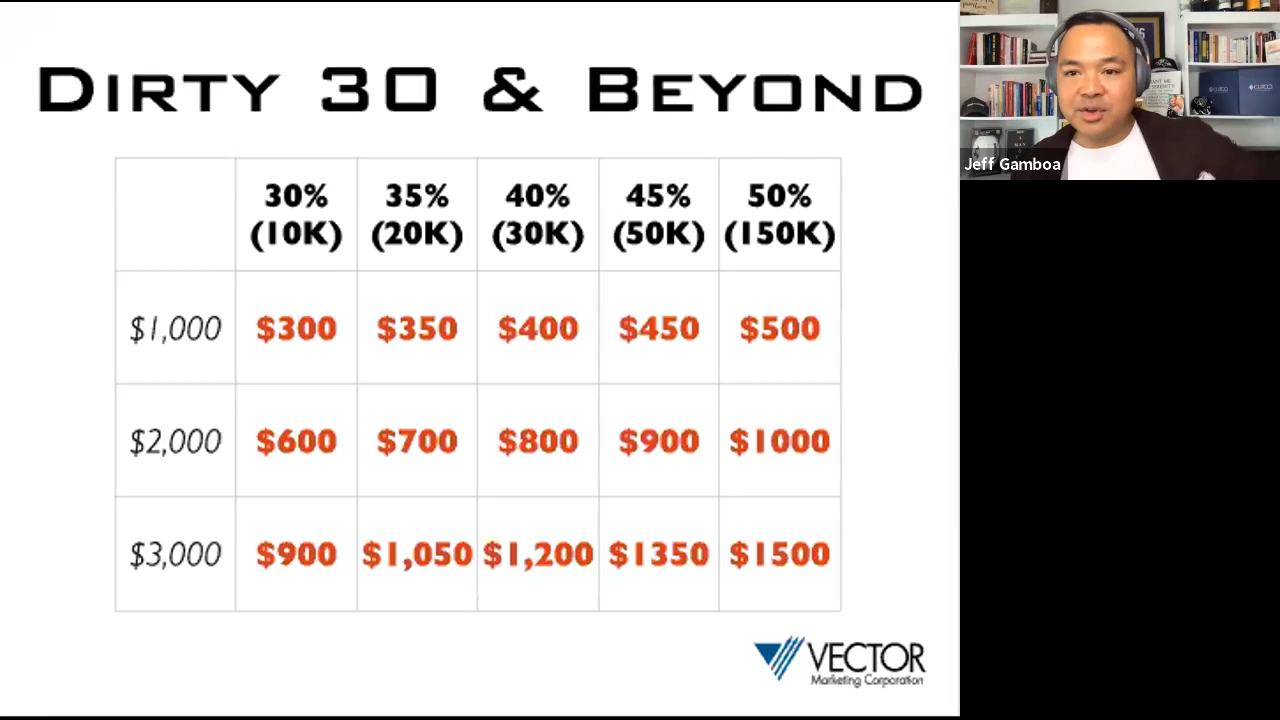 DIRTY 30 & BEYOND
30% 35% 40% 45% 50%
(10K) (20K) (30K) (50K) (150K)
$1,000 $300 $350 $400 $450 $500
$2,000 $600 $700 $800 $900 $1000
$3,000 $900 $1,050 $1,200 $1350 $1500
VECTOR
Marketing Corporation
Jeff Gamboa